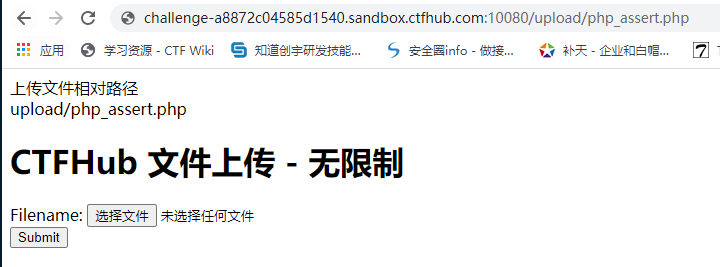 challenge-a8872c04585d1540.sandbox.ctfhub.com:10080/upload/php_assert.php
应用 学习资源 - CTF Wiki 知道创宇研发技能... 安全圈info - 做接... 补天 - 企业和白帽...
上传文件相对路径
upload/php_assert.php
CTFHub 文件上传 - 无限制
Filename: 选择文件 未选择任何文件
Submit